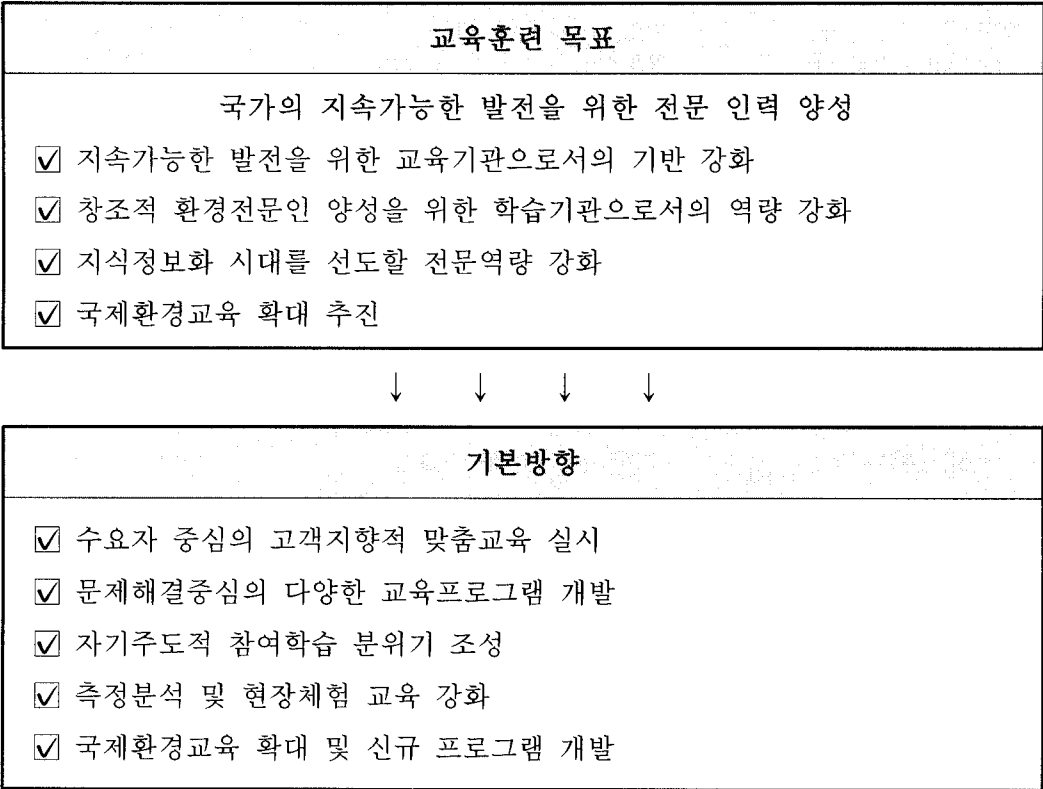 교육훈련 목표
국가의 지속가능한 발전을 위한 전문 인력 양성
☑ 지속가능한 발전을 위한 교육기관으로서의 기반 강화
☑ 창조적 환경전문인 양성을 위한 학습기관으로서의 역량 강화
☑ 지식정보화 시대를 선도할 전문역량 강화
☑ 국제환경교육 확대 추진
↓ ↓ ↓ ↓
기본방향
☑ 수요자 중심의 고객지향적 맞춤교육 실시
☑ 문제해결중심의 다양한 교육프로그램 개발
☑ 자기주도적 참여학습 분위기 조성
☑ 측정분석 및 현장체험 교육 강화
☑ 국제환경교육 확대 및 신규 프로그램 개발